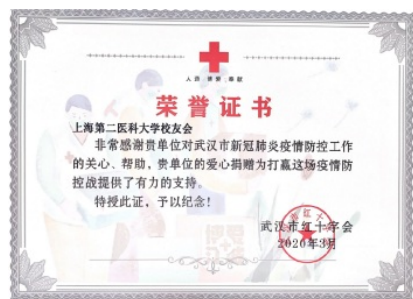 人道 博爱 奉献
荣誉证书
上海第二医科大学校友会
非常感谢贵单位对武汉市新冠肺炎疫情防控工作
的关心、帮助，贵单位的爱心捐赠为打赢这场疫情防
控战提供了有力的支持。
特授此证，予以纪念！
武汉市红十字会
2020年3月